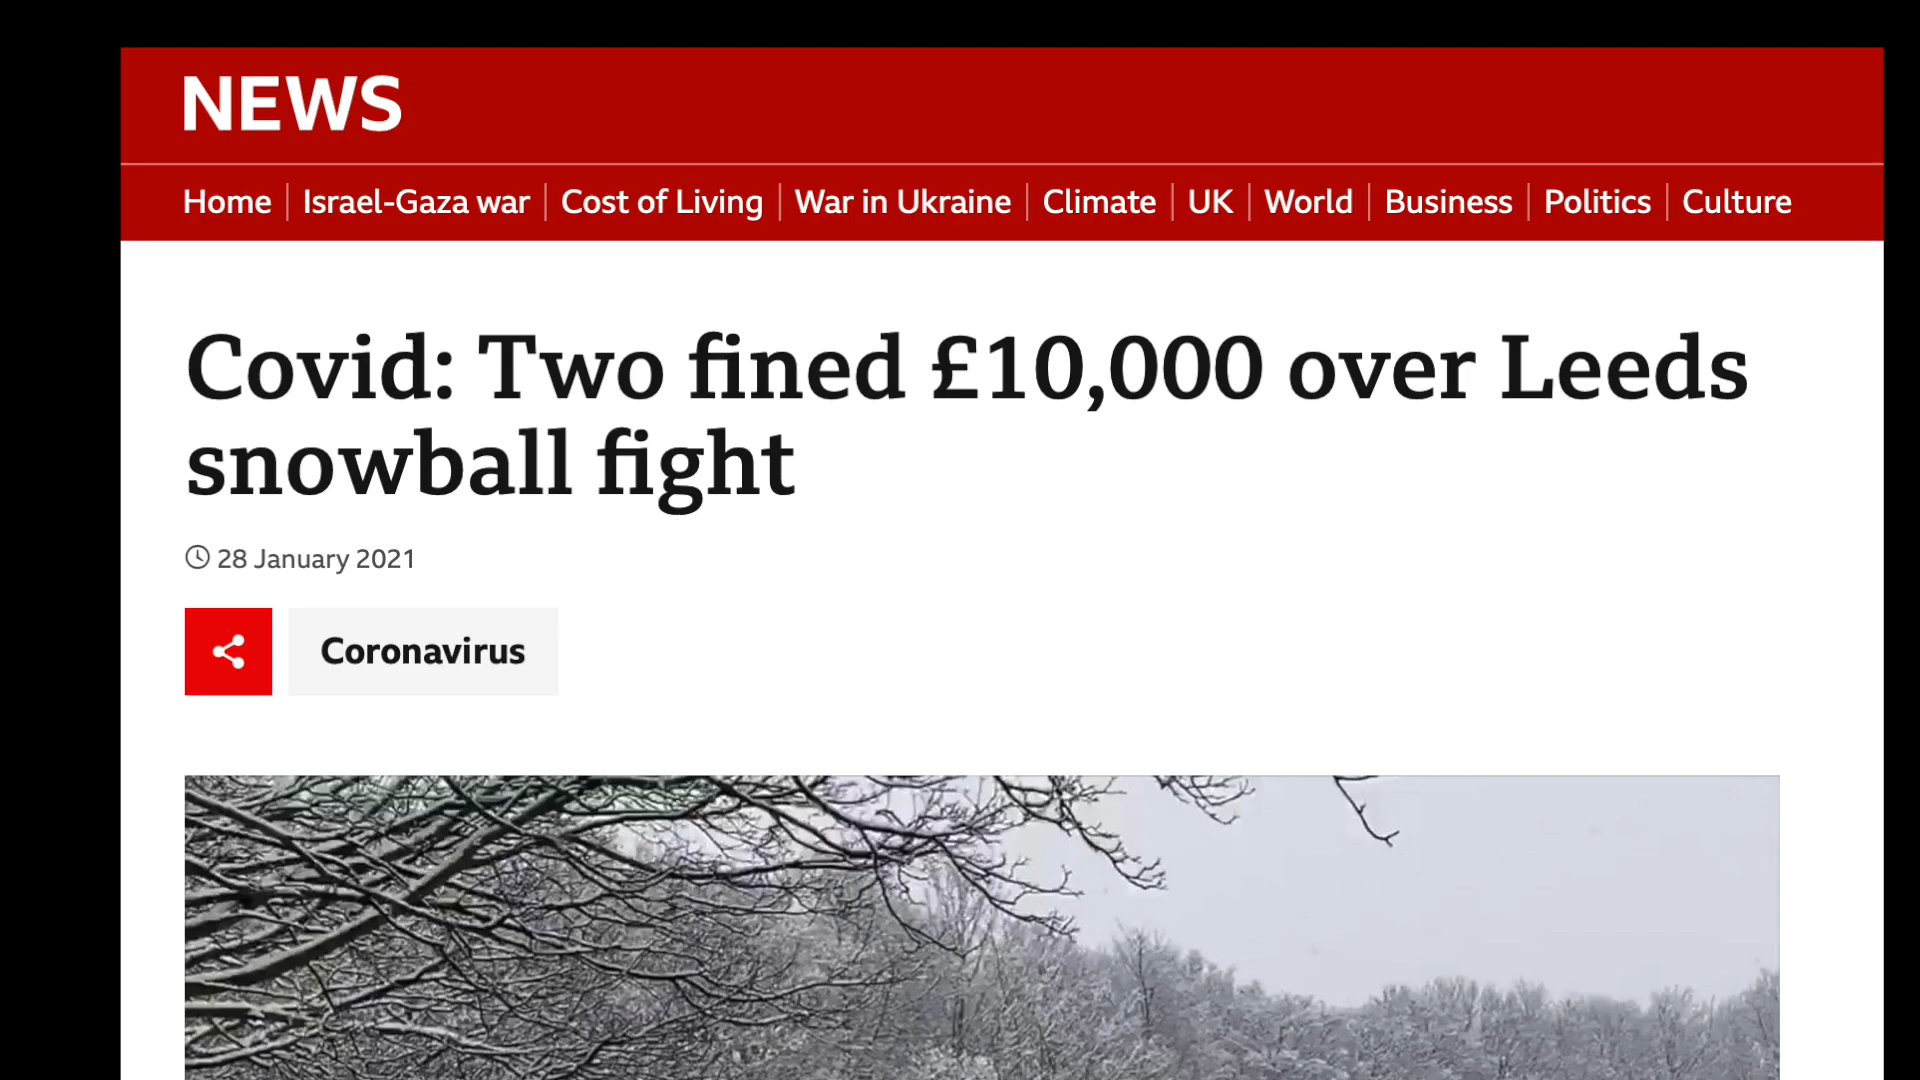 NEWS
Home Israel-Gaza war Cost of Living War in Ukraine Climate UK World Business Politics Culture
Covid: Two fined £10,000 over Leeds
snowball fight
28 January 2021
Coronavirus